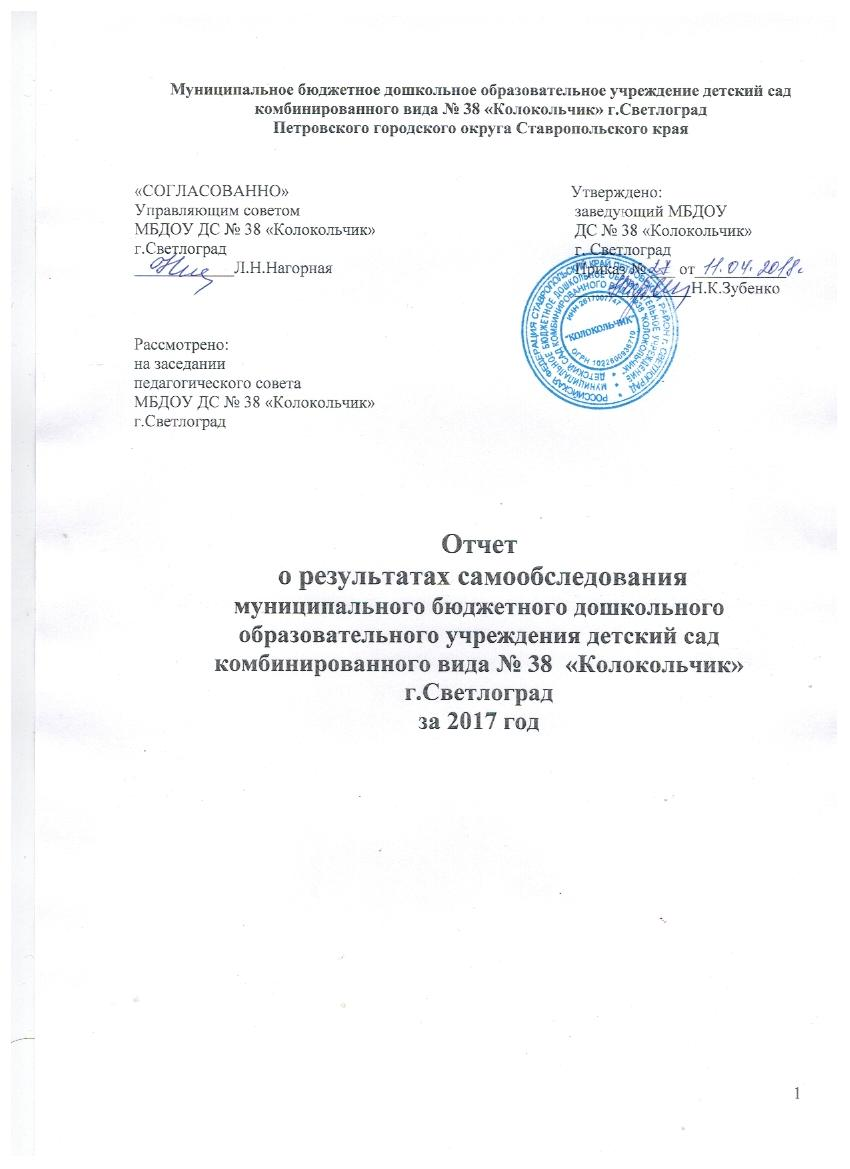 Муниципальное бюджетное дошкольное образовательное учреждение детский сад
комбинированного вида № 38 «Колокольчик» г.Светлоград
Петровского городского округа Ставропольского края
«СОГЛАСОВАННО»
Управляющим советом
МБДОУ ДС № 38 «Колокольчик»
г.Светлоград
Л.Н.Нагорная
Утверждено:
заведующий МБДОУ
ДС № 38 «Колокольчик»
г. Светлоград
Приказ № от 11.04.2018г.
Н.К.Зубенко
"КОЛОКОЛЬЧИК"
Рассмотрено:
на заседании
педагогического совета
МБДОУ ДС № 38 «Колокольчик»
г.Светлоград
Отчет
о результатах самообследования
муниципального бюджетного дошкольного
образовательного учреждения детский сад
комбинированного вида № 38 «Колокольчик»
г.Светлоград
за 2017 год
1